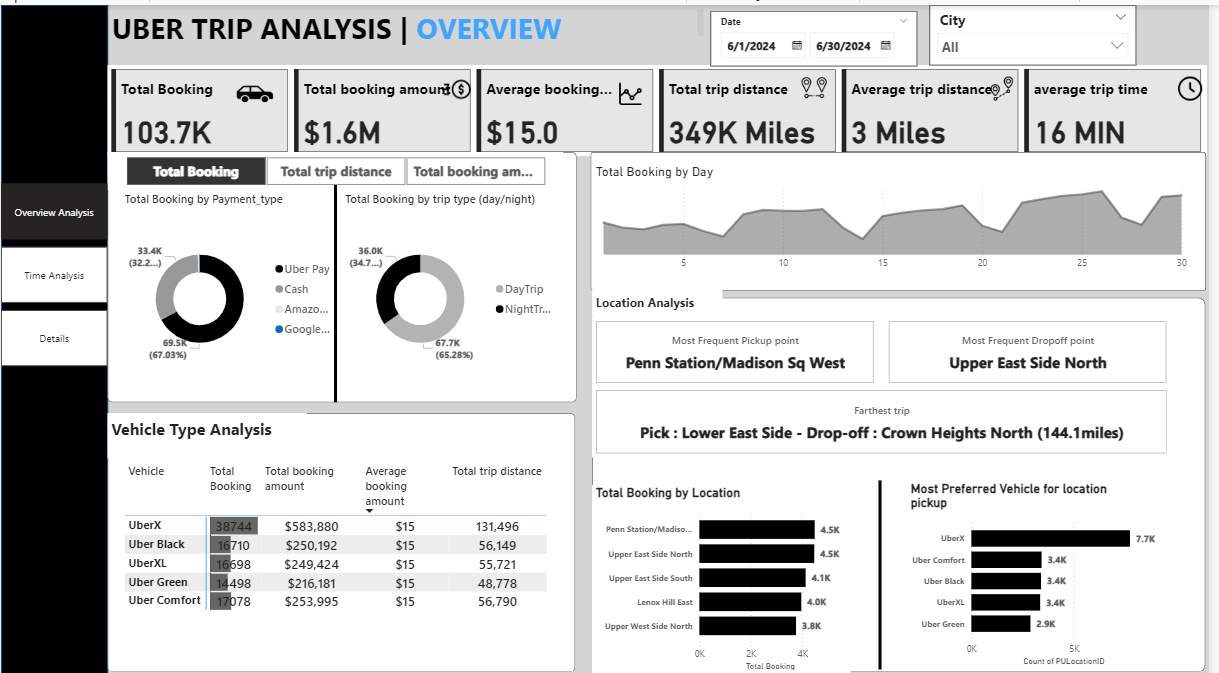 UBER TRIP ANALYSIS | OVERVIEW
Date
6/1/2024 6/30/2024
City
All
Total Booking
103.7K
Total booking amount
$1.6M
Average booking...
$15.0
Total trip distance
349K Miles
Average trip distance
3 Miles
average trip time
16 MIN
Overview Analysis
Time Analysis
Details
Total Booking
Total trip distance
Total booking am...
Total Booking by Payment_type
33.4K
(32.2...)
69.5K
(67.03%)
Uber Pay
Cash
Amazo...
Google...
Total Booking by trip type (day/night)
36.0K
(34.7...)
67.7K
(65.28%)
DayTrip
NightTr...
Total Booking by Day
5 10 15 20 25 30
Location Analysis
Most Frequent Pickup point
Penn Station/Madison Sq West
Most Frequent Dropoff point
Upper East Side North
Farthest trip
Pick : Lower East Side - Drop-off : Crown Heights North (144.1miles)
Vehicle Type Analysis
Vehicle
Total
Booking
Total booking
amount
Average
booking
amount
Total trip distance
UberX 38744 $583,880 $15 131,496
Uber Black 16710 $250,192 $15 56,149
UberXL 16698 $249,424 $15 55,721
Uber Green 14498 $216,181 $15 48,778
Uber Comfort 17078 $253,995 $15 56,790
Total Booking by Location
Penn Station/Madiso... 4.5K
Upper East Side North 4.5K
Upper East Side South 4.1K
Lenox Hill East 4.0K
Upper West Side North 3.8K
0K 2K 4K
Total Booking
Most Preferred Vehicle for location
pickup
UberX 7.7K
Uber Comfort 3.4K
Uber Black 3.4K
UberXL 3.4K
Uber Green 2.9K
0K 5K
Count of PULocationID